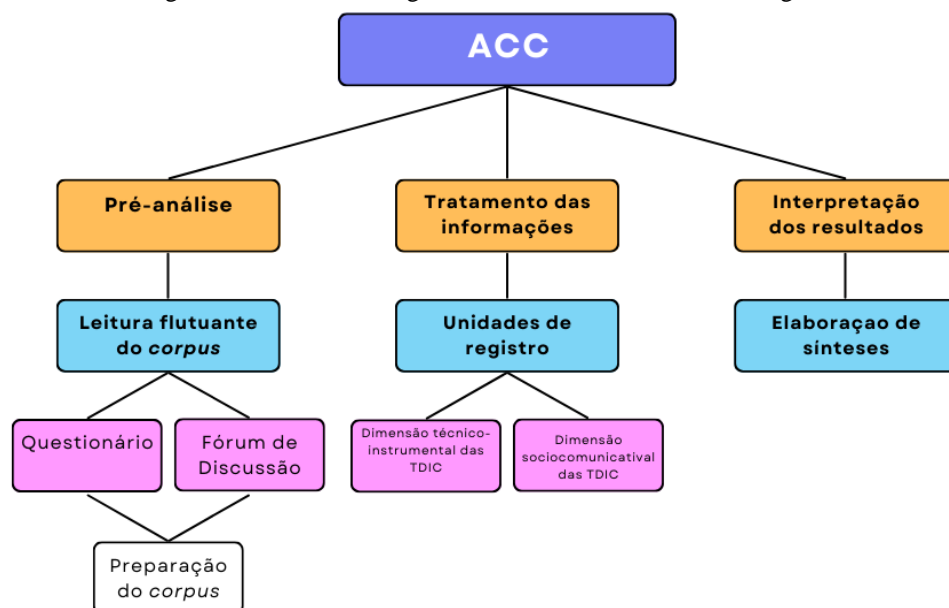 ACC
Pré-análise
Tratamento das
informações
Interpretação
dos resultados
Leitura flutuante
do corpus
Unidades de
registro
Elaboraçao de
sínteses
Questionário
Fórum de
Discussão
Dimensão técnico-
instrumental das
TDIC
Dimensão
sociocomunicatival
das TDIC
Preparação
do corpus